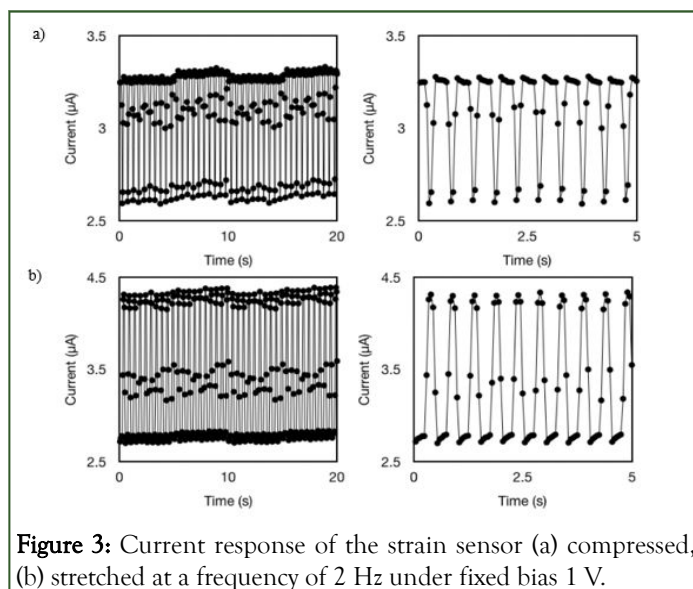 a)
3.5
3
2.5
Current (μA)
0
10
20
Time (s)
3.5
3
2.5
Current (μA)
0
2.5
5
Time (s)
b)
4.5
3.5
2.5
Current (μA)
0
10
20
Time (s)
4.5
3.5
2.5
Current (μA)
0
2.5
5
Time (s)
Figure 3: Current response of the strain sensor (a) compressed,
(b) stretched at a frequency of 2 Hz under fixed bias 1 V.